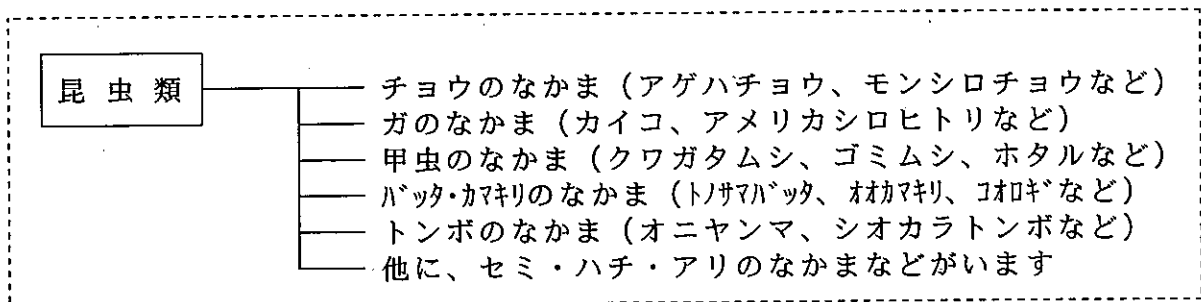 昆虫類
チョウのなかま（アゲハチョウ、モンシロチョウなど）
ガのなかま（カイコ、アメリカシロヒトリなど）
甲虫のなかま（クワガタムシ、ゴミムシ、ホタルなど）
ﾊﾞｯﾀ・ｶﾏｷﾘのなかま（ﾄﾉｻﾏﾊﾞｯﾀ、ｵｵｶﾏｷﾘ、ｺｵﾛｷﾞなど）
トンボのなかま（オニヤンマ、シオカラトンボなど）
他に、セミ・ハチ・アリのなかまなどがいます